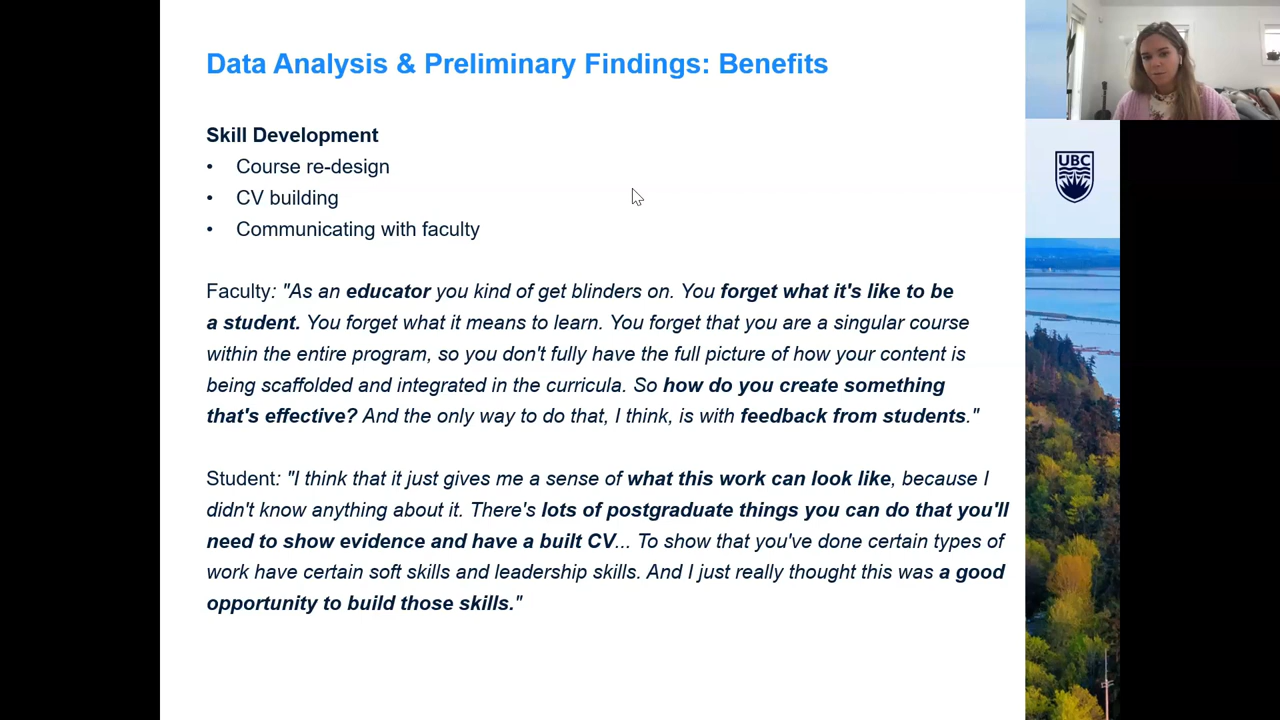 Data Analysis & Preliminary Findings: Benefits
Skill Development
• Course re-design
• CV building
• Communicating with faculty
Faculty: "As an educator you kind of get blinders on. You forget what it's like to be
a student. You forget what it means to learn. You forget that you are a singular course
within the entire program, so you don't fully have the full picture of how your content is
being scaffolded and integrated in the curricula. So how do you create something
that's effective? And the only way to do that, I think, is with feedback from students."
Student: "I think that it just gives me a sense of what this work can look like, because I
didn't know anything about it. There's lots of postgraduate things you can do that you'll
need to show evidence and have a built CV... To show that you've done certain types of
work have certain soft skills and leadership skills. And I just really thought this was a good
opportunity to build those skills."
UBC